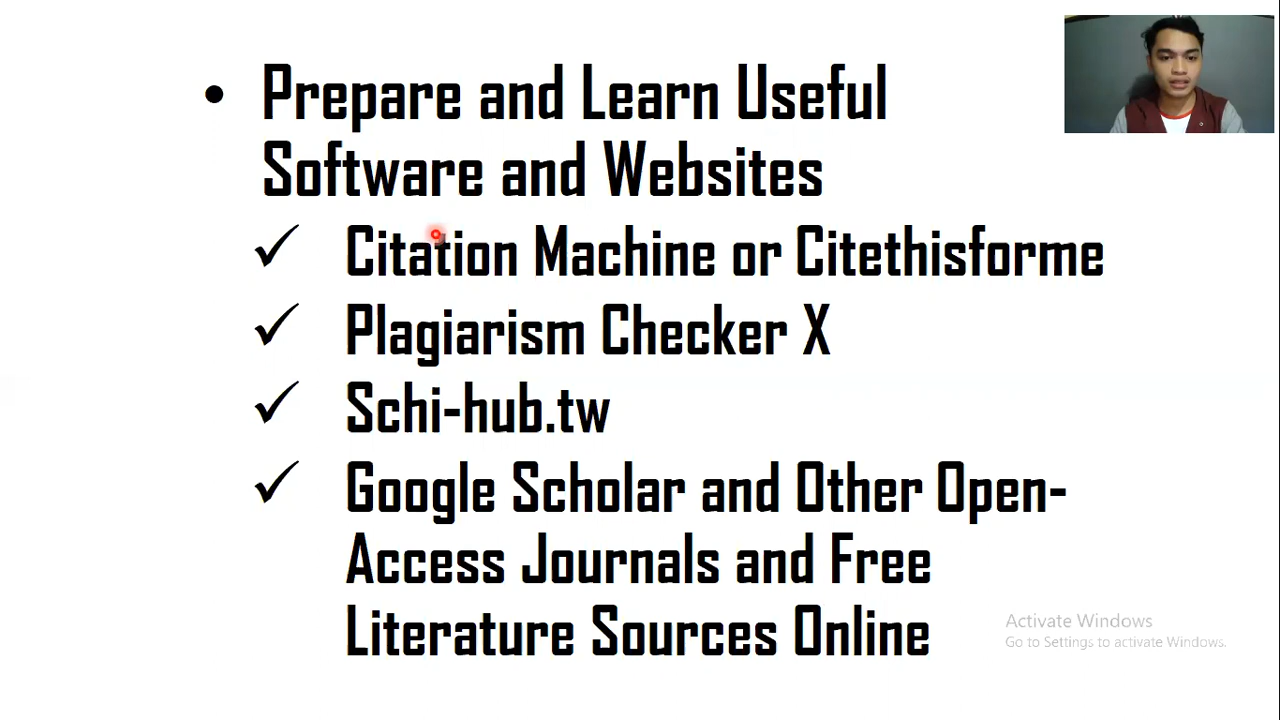 • Prepare and Learn Useful
Software and Websites
✓ Citation Machine or Citethisforme
✓ Plagiarism Checker X
✓ Schi-hub.tw
✓ Google Scholar and Other Open-
Access Journals and Free
Literature Sources Online
Activate Windows
Go to Settings to activate Windows.